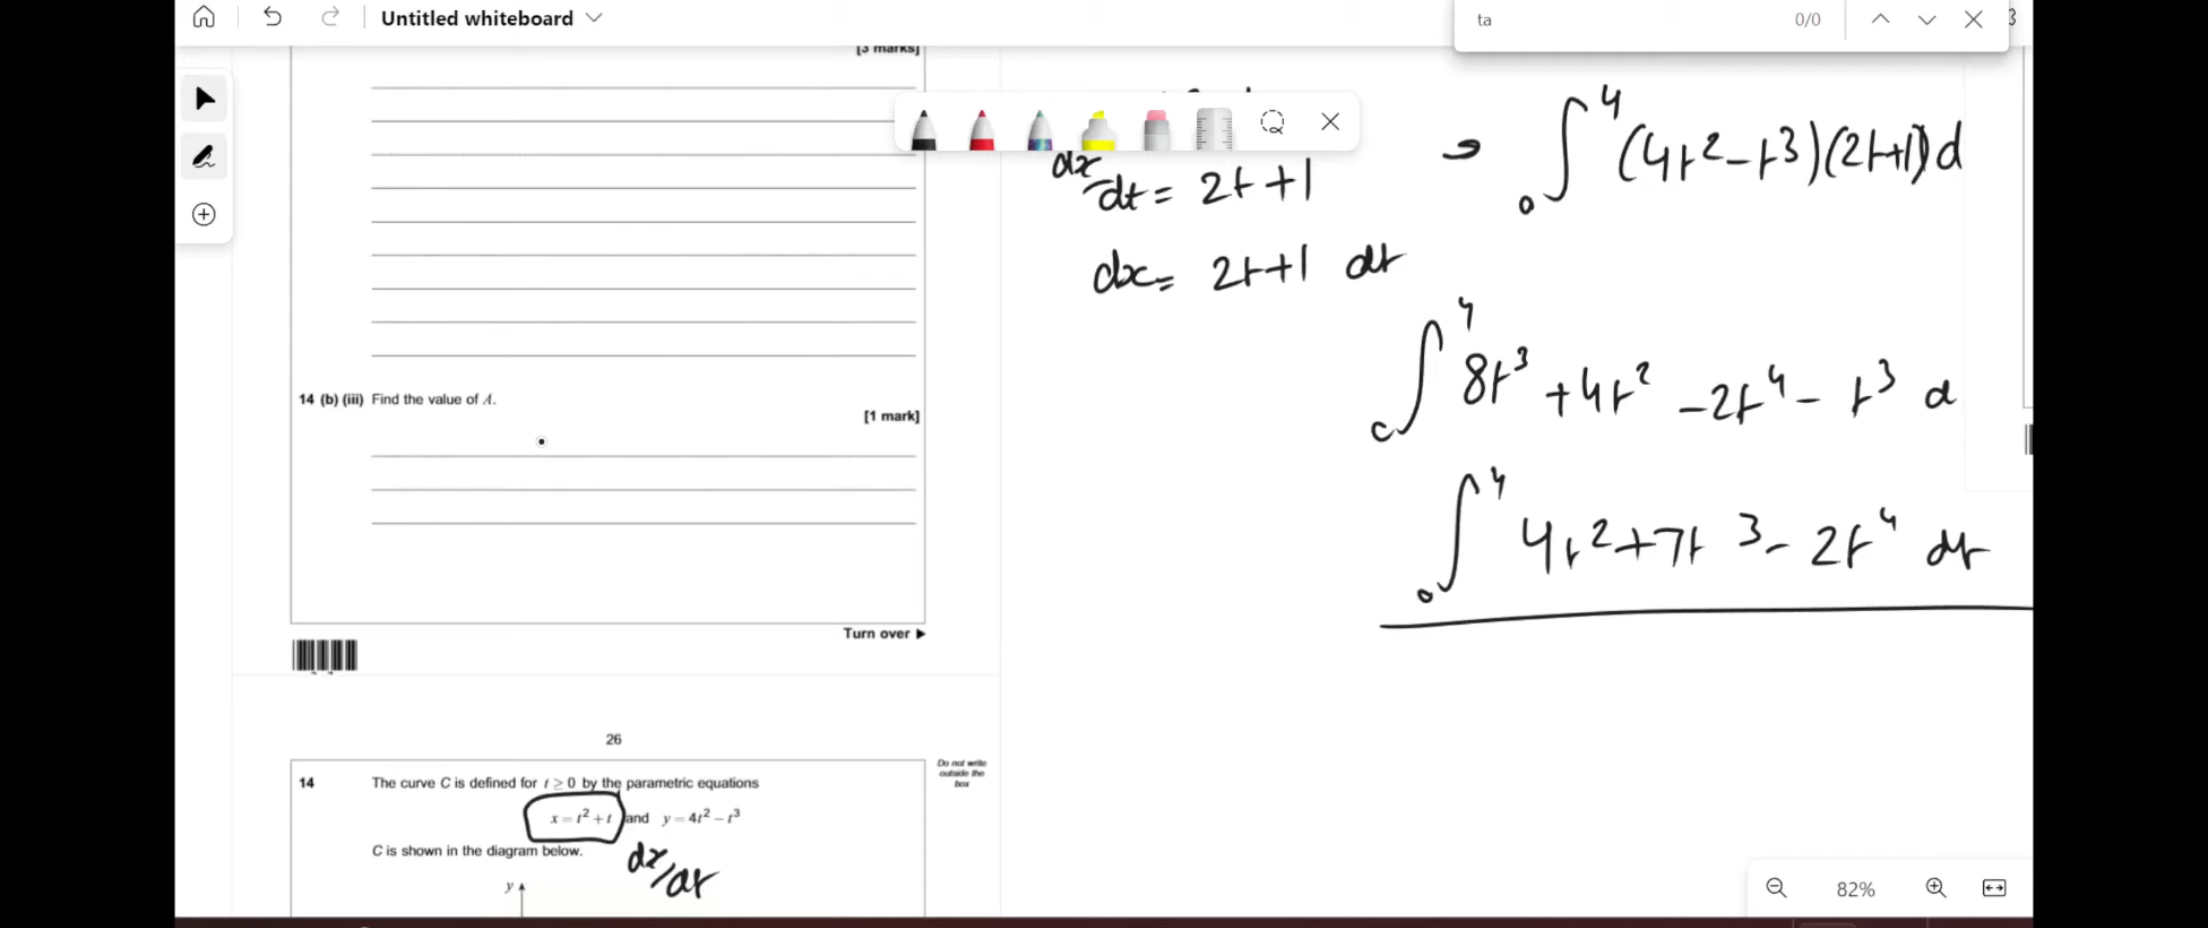 Untitled whiteboard
ta
0/0
[3 marks]
dx/dt = 2t + 1
dx = 2t+1 dt
→ ∫₀⁴ (4t² - t³)(2t+1) d
∫₀⁴ 8t³ + 4t² - 2t⁴ - t³ d
∫₀⁴ 4t² + 7t³ - 2t⁴ dt
14 (b) (iii) Find the value of A.
[1 mark]
Turn over ▶
26
Do not write
outside the
box
14 The curve C is defined for t ≥ 0 by the parametric equations
x = t² + t and y = 4t² – t³
C is shown in the diagram below.
dx/dt
y
82%